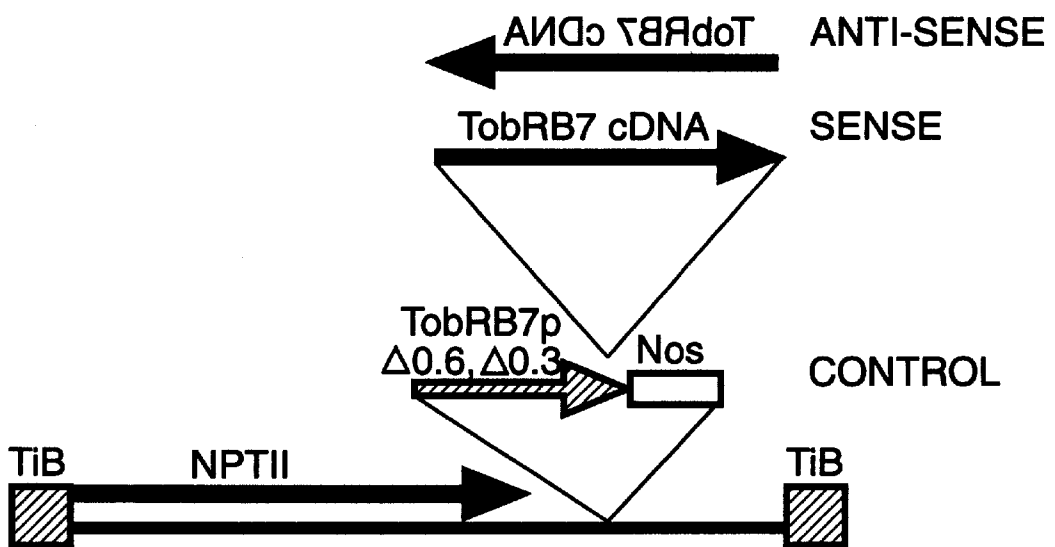 TobRB7 cDNA ANTI-SENSE
TobRB7 cDNA SENSE
TobRB7p
Δ0.6, Δ0.3 Nos CONTROL
TiB NPTII TiB